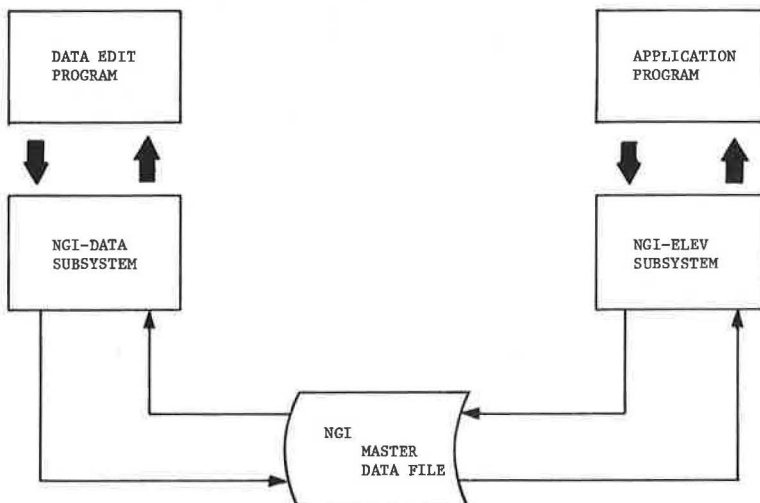 DATA EDIT
PROGRAM
APPLICATION
PROGRAM
NGI-DATA
SUBSYSTEM
NGI-ELEV
SUBSYSTEM
NGI
MASTER
DATA FILE